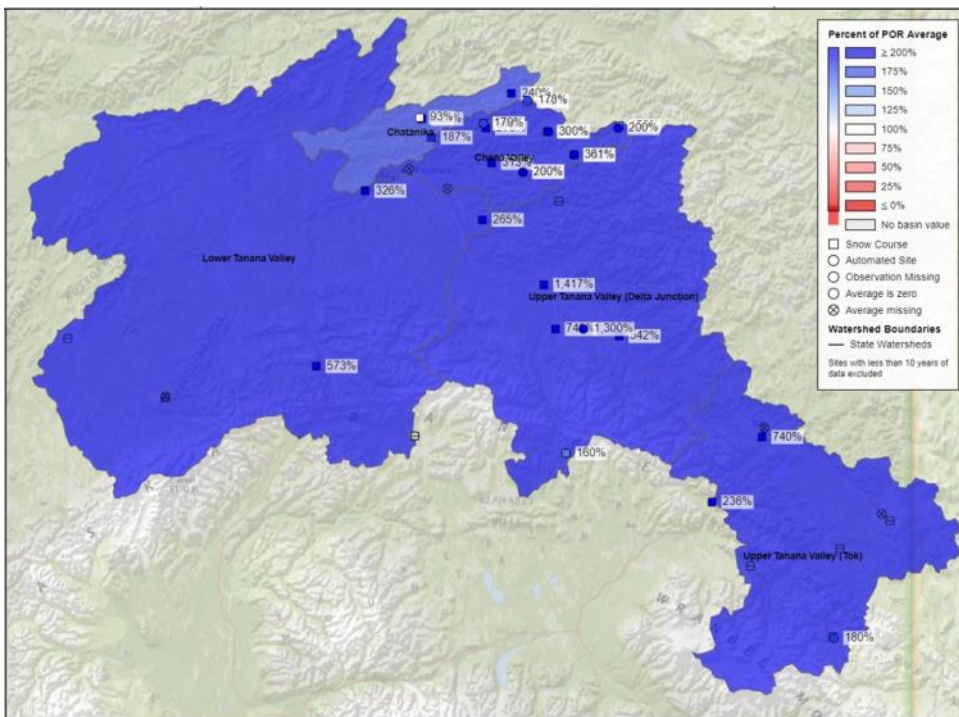 Percent of POR Average
≥ 200%
175%
150%
125%
100%
75%
50%
25%
≤ 0%
No basin value
Snow Course
Automated Site
Observation Missing
Average is zero
Average missing
Watershed Boundaries
State Watersheds
Sites with less than 10 years of
data excluded
240%
178%
93%
179%
200%
Chatanika
187%
300%
Chena Valley
361%
313%
200%
326%
265%
Lower Tanana Valley
1,417%
Upper Tanana Valley (Delta Junction)
1,300%
573%
740%
160%
236%
Upper Tanana Valley (Tok)
180%